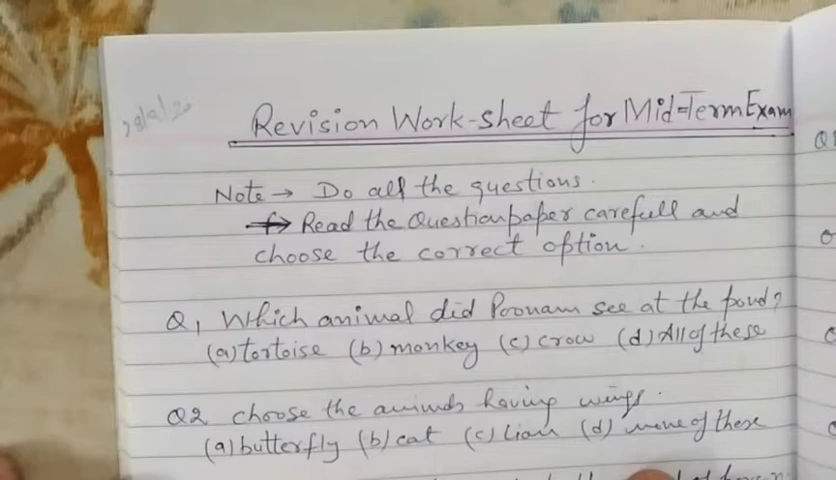 Revision Work-sheet for Mid-Term Exam
Note → Do all the questions.
→ Read the Question paper carefull and
choose the correct option.
Q1 Which animal did Poonam see at the pond?
(a) tortoise (b) monkey (c) crow (d) All of these
Q2 choose the having wings.
(a) butterfly (b) cat (c) Lion (d) none of these